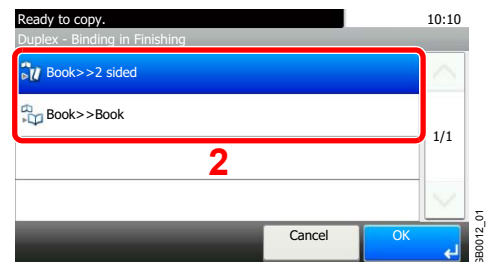 Ready to copy. 10:10
Duplex - Binding in Finishing
Book>>2 sided
Book>>Book
1/1
2
Cancel OK
GB0012_01